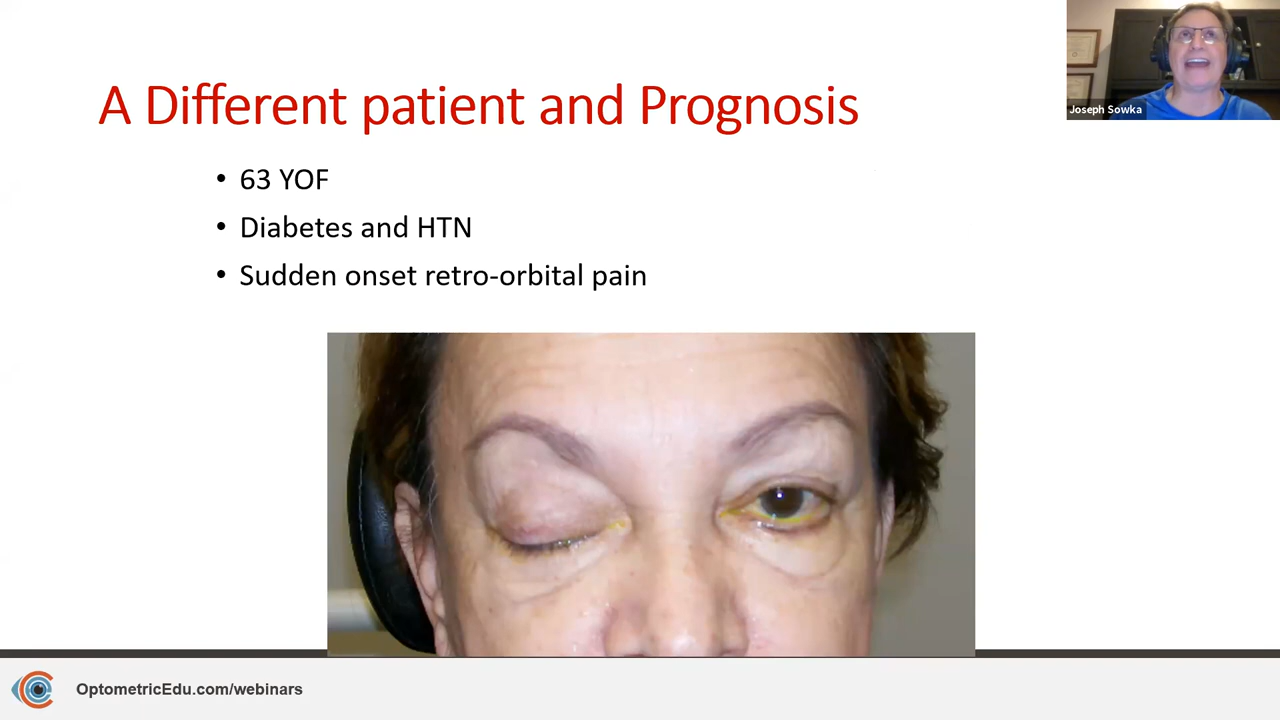 A Different patient and Prognosis
Joseph Sowka
• 63 YOF
• Diabetes and HTN
• Sudden onset retro-orbital pain
OptometricEdu.com/webinars